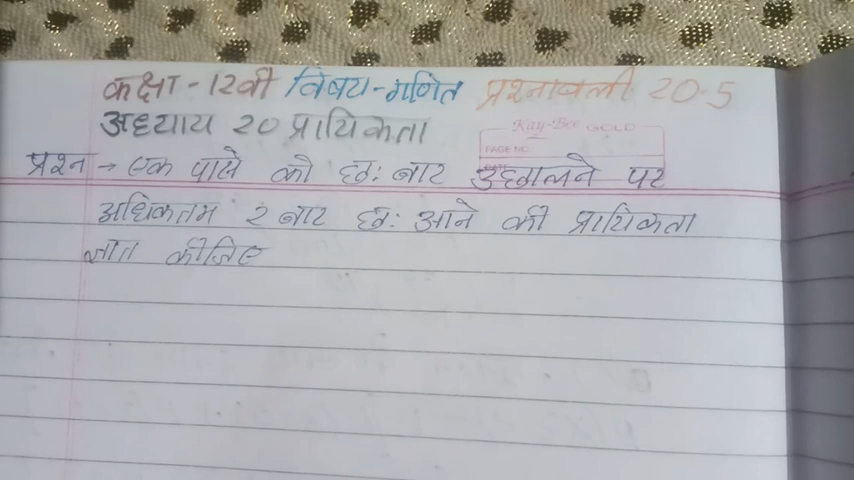 कक्षा - 12वी विषय - गणित प्रश्नावली 20.5
अध्याय 20 प्रायिकता
Kay-Bee GOLD
PAGE NO.
प्रश्न → एक पासे को छः बार उछालने पर
अधिकतम 2 बार छः आने की प्रायिकता
ज्ञात कीजिए